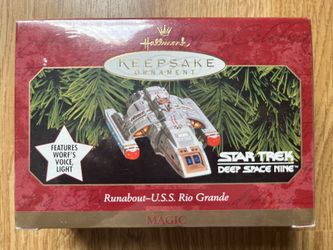 Hallmark
KEEPSAKE
ORNAMENT
FEATURES
WORF'S
VOICE,
LIGHT
STAR TREK
DEEP SPACE NINE
Runabout–U.S.S. Rio Grande
MAGIC